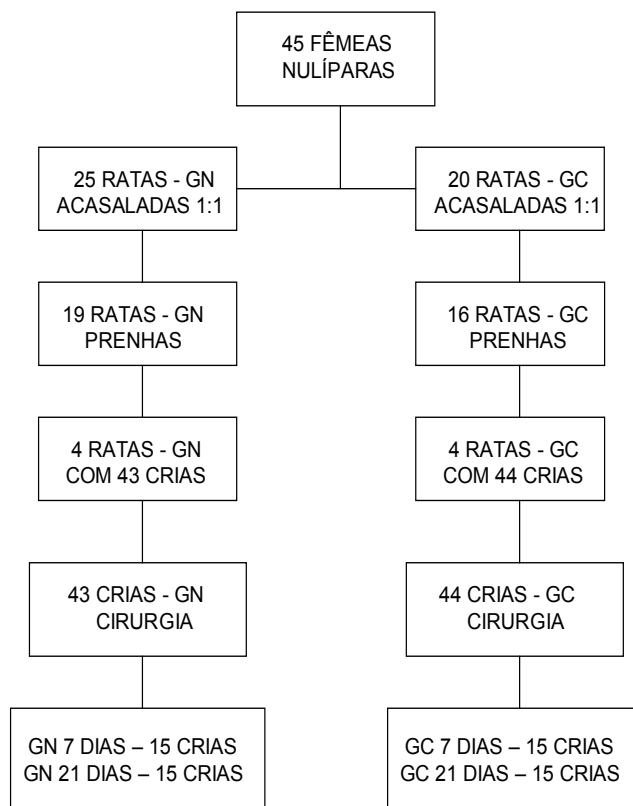 45 FÊMEAS
NULÍPARAS
25 RATAS - GN
ACASALADAS 1:1
20 RATAS - GC
ACASALADAS 1:1
19 RATAS - GN
PRENHAS
16 RATAS - GC
PRENHAS
4 RATAS - GN
COM 43 CRIAS
4 RATAS - GC
COM 44 CRIAS
43 CRIAS - GN
CIRURGIA
44 CRIAS - GC
CIRURGIA
GN 7 DIAS – 15 CRIAS
GN 21 DIAS – 15 CRIAS
GC 7 DIAS – 15 CRIAS
GC 21 DIAS – 15 CRIAS